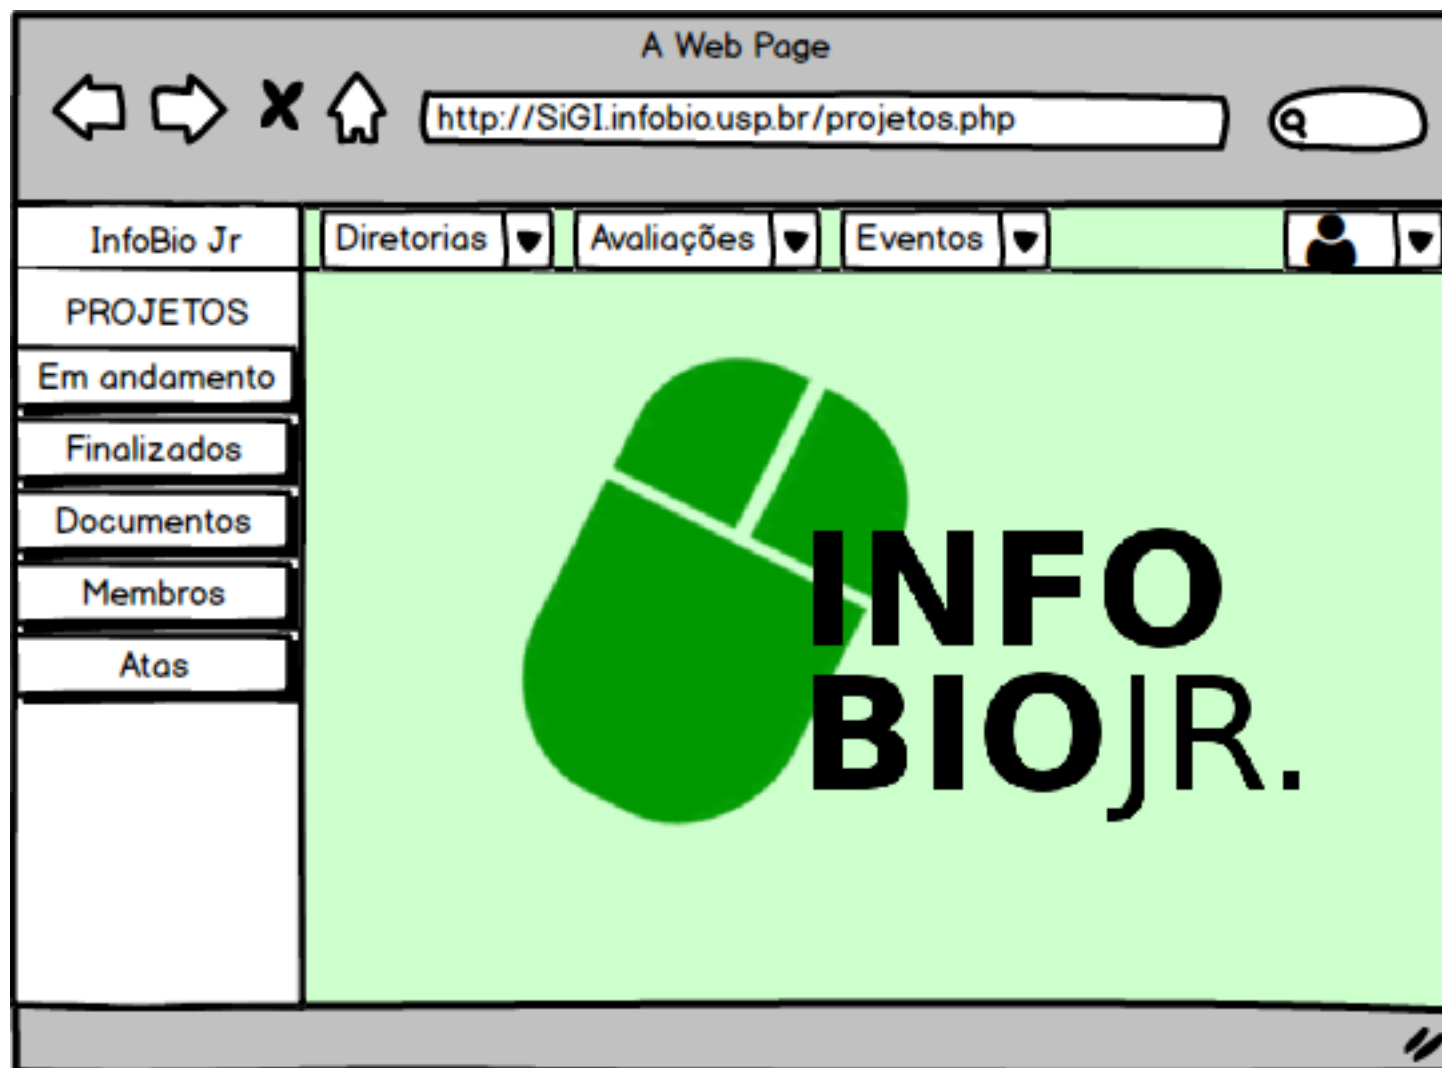 A Web Page
http://SiGI.infobio.usp.br/projetos.php
InfoBio Jr
Diretorias
Avaliações
Eventos
PROJETOS
Em andamento
Finalizados
Documentos
Membros
Atas
INFO
BIOJR.